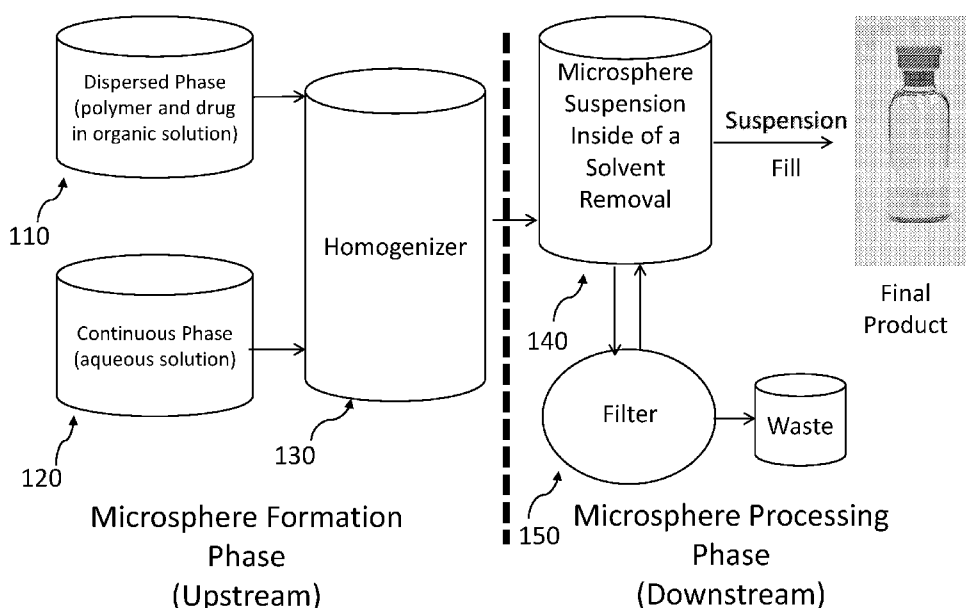 Dispersed Phase
(polymer and drug
in organic solution)
110
Continuous Phase
(aqueous solution)
120
Homogenizer
130
Microsphere Formation
Phase
(Upstream)
Microsphere
Suspension
Inside of a
Solvent
Removal
140
Suspension
Fill
Final
Product
Filter
150
Waste
Microsphere Processing
Phase
(Downstream)